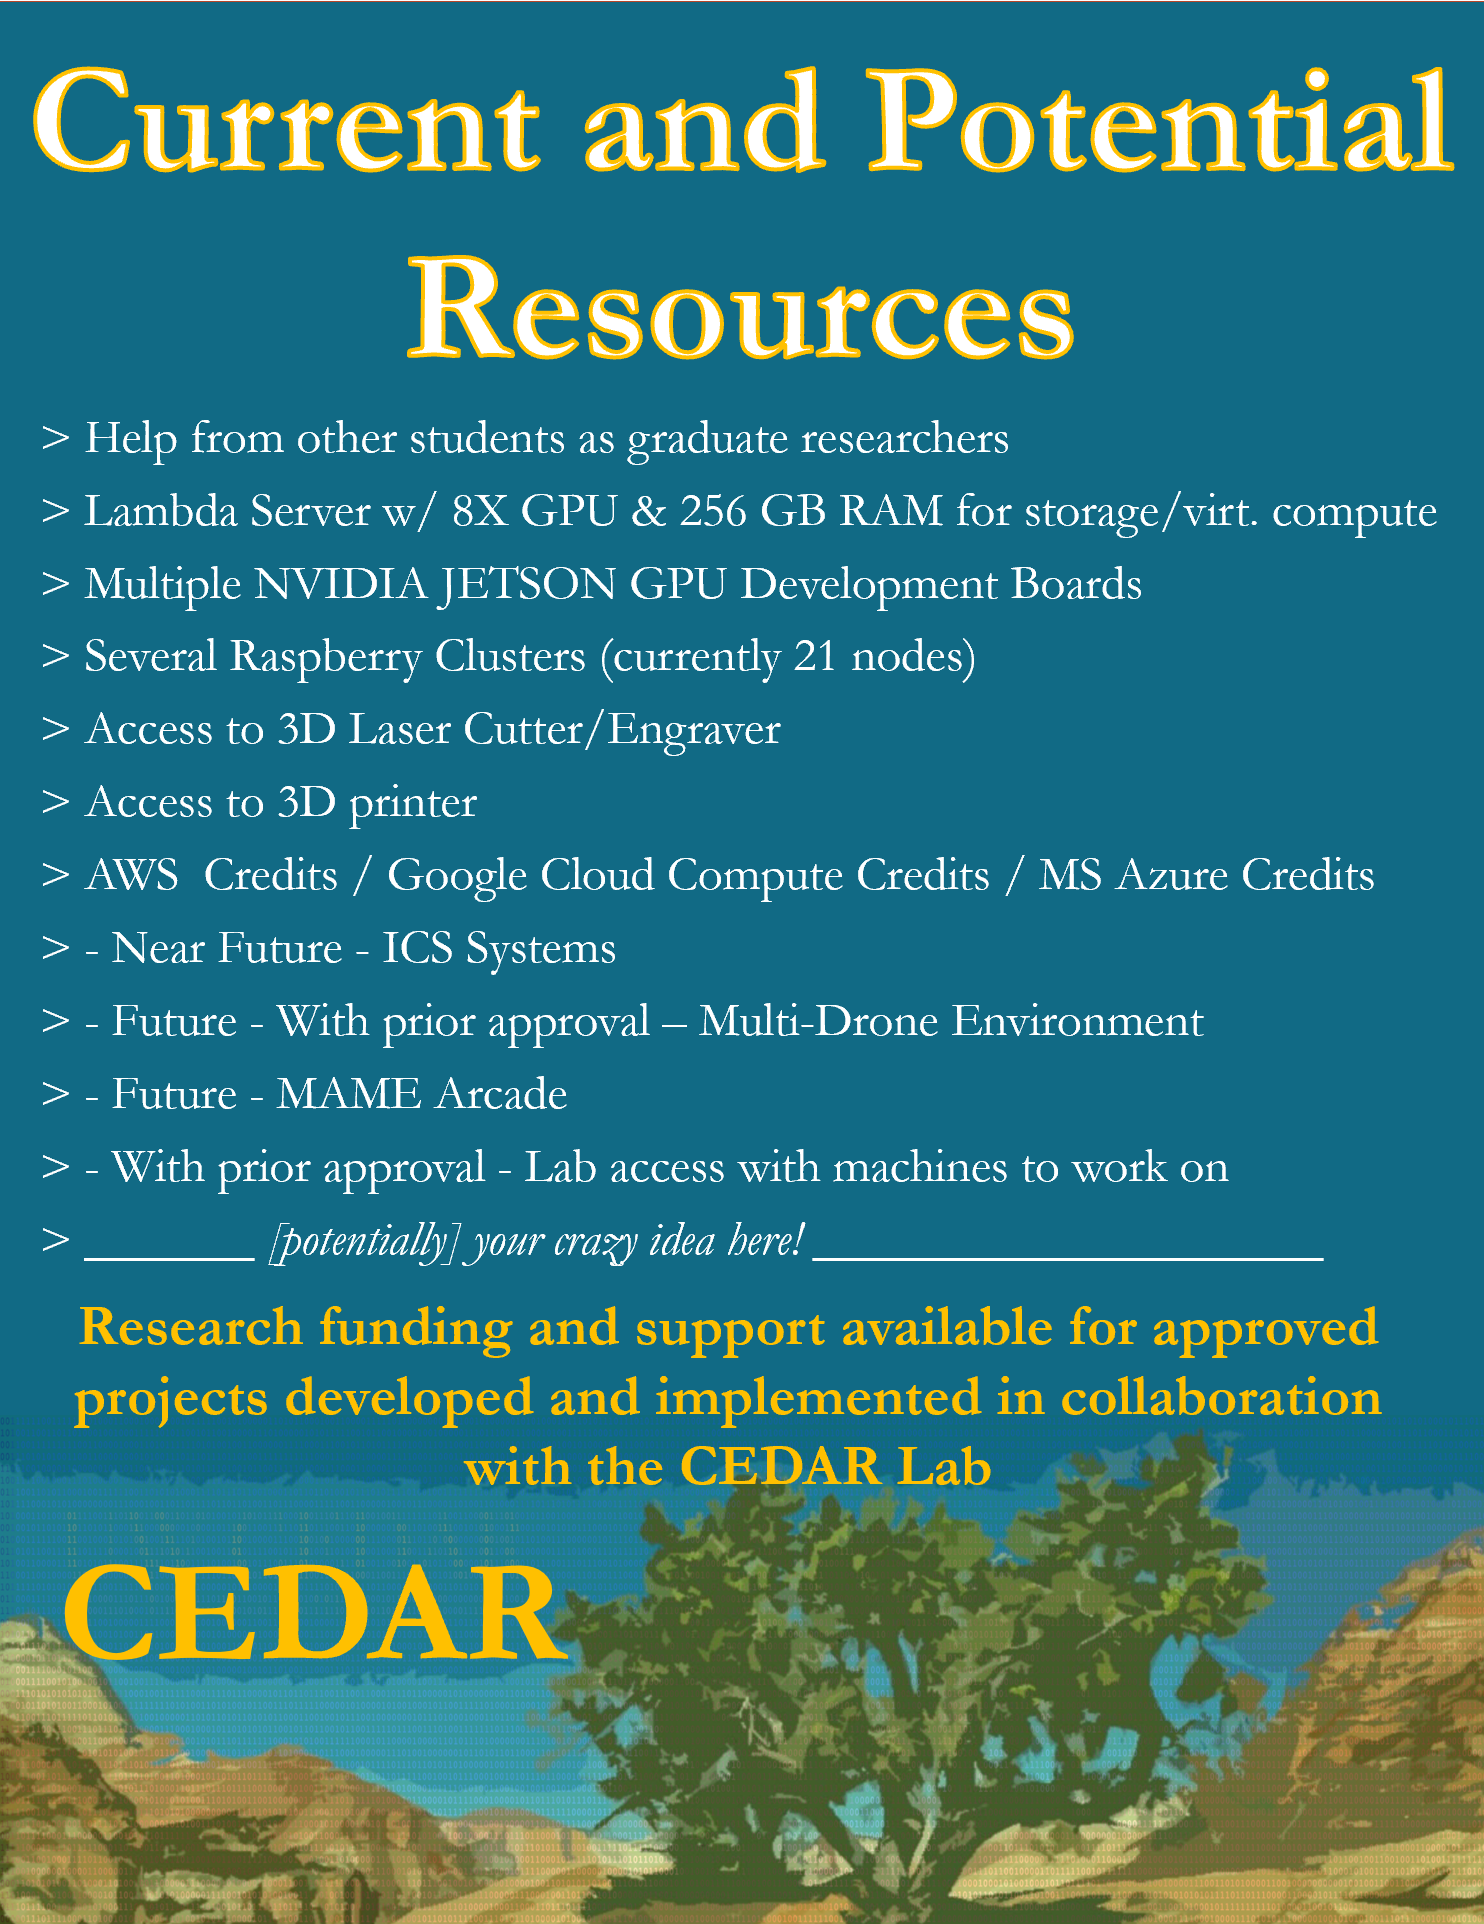 Current and Potential
Resources
> Help from other students as graduate researchers
> Lambda Server w/ 8X GPU & 256 GB RAM for storage/virt. compute
> Multiple NVIDIA JETSON GPU Development Boards
> Several Raspberry Clusters (currently 21 nodes)
> Access to 3D Laser Cutter/Engraver
> Access to 3D printer
> AWS  Credits / Google Cloud Compute Credits / MS Azure Credits
> - Near Future - ICS Systems
> - Future - With prior approval – Multi-Drone Environment
> - Future - MAME Arcade
> - With prior approval - Lab access with machines to work on
> ________ [potentially] your crazy idea here! ________________________
Research funding and support available for approved
projects developed and implemented in collaboration
with the CEDAR Lab
CEDAR